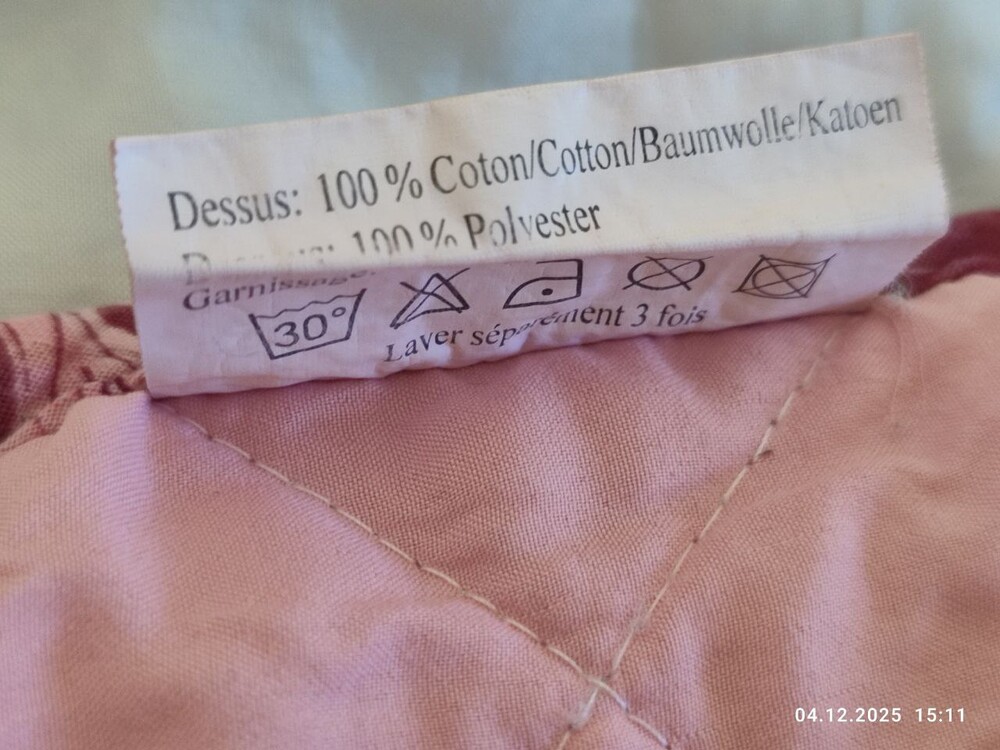 Dessus: 100 % Coton/Cotton/Baumwolle/Katoen
100 % Polyester
Garnissage:
30°
Laver séparément 3 fois
04.12.2025 15:11